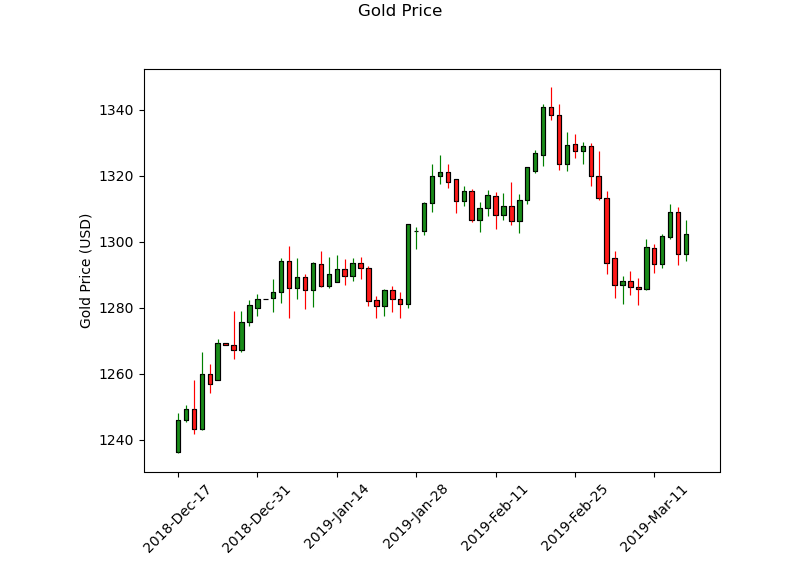 Gold Price
1340
1320
1300
1280
1260
1240
Gold Price (USD)
2018-Dec-17
2018-Dec-31
2019-Jan-14
2019-Jan-28
2019-Feb-11
2019-Feb-25
2019-Mar-11